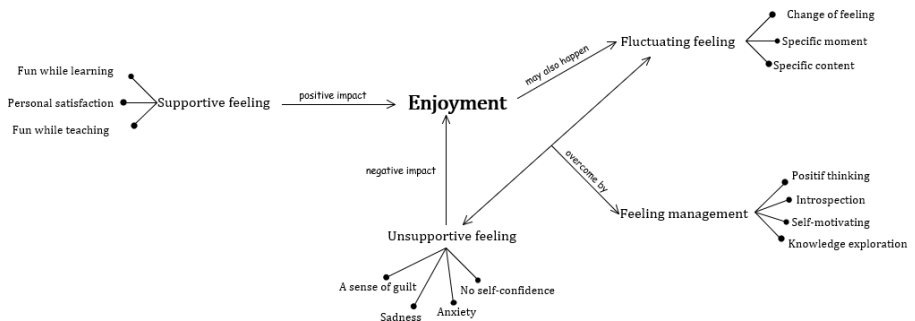 Fun while learning
Personal satisfaction
Fun while teaching
Supportive feeling
positive impact
Enjoyment
may also happen
Fluctuating feeling
Change of feeling
Specific moment
Specific content
negative impact
overcome by
Feeling management
Positif thinking
Introspection
Self-motivating
Knowledge exploration
Unsupportive feeling
A sense of guilt
Sadness
Anxiety
No self-confidence